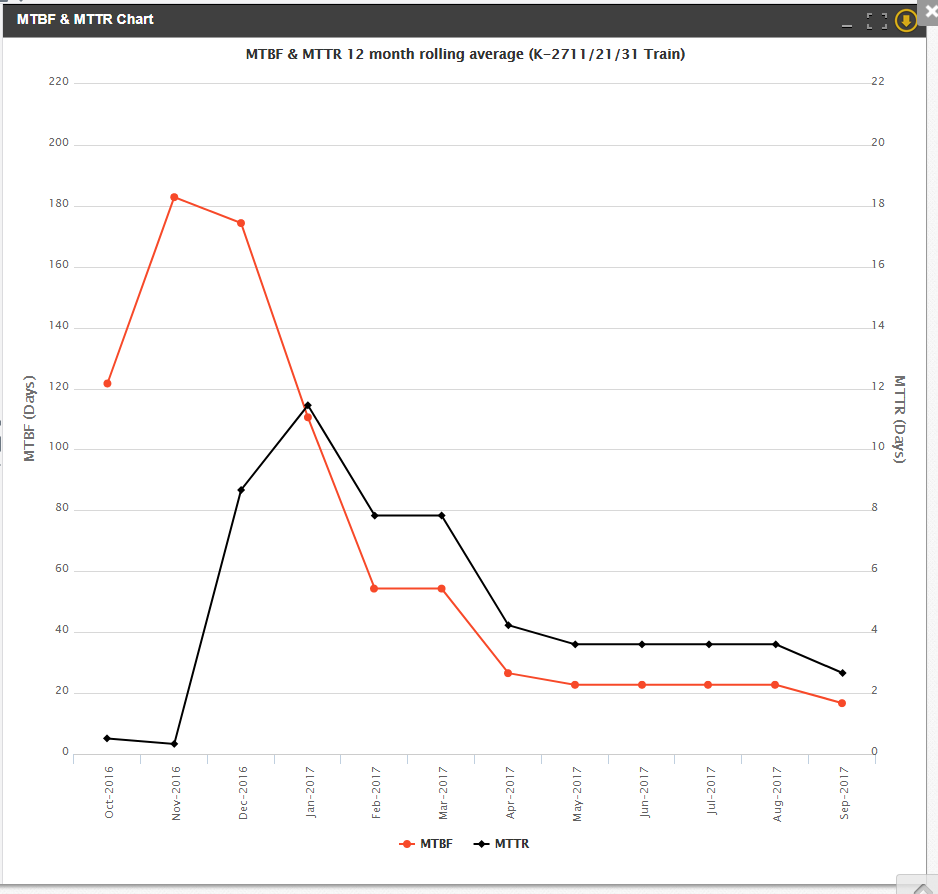 MTBF & MTTR Chart
MTBF & MTTR 12 month rolling average (K-2711/21/31 Train)
220 22
200 20
180 18
160 16
140 14
120 12
100 10
80 8
60 6
40 4
20 2
0 0
MTBF (Days)
MTTR (Days)
Oct-2016 Nov-2016 Dec-2016 Jan-2017 Feb-2017 Mar-2017 Apr-2017 May-2017 Jun-2017 Jul-2017 Aug-2017 Sep-2017
MTBF MTTR